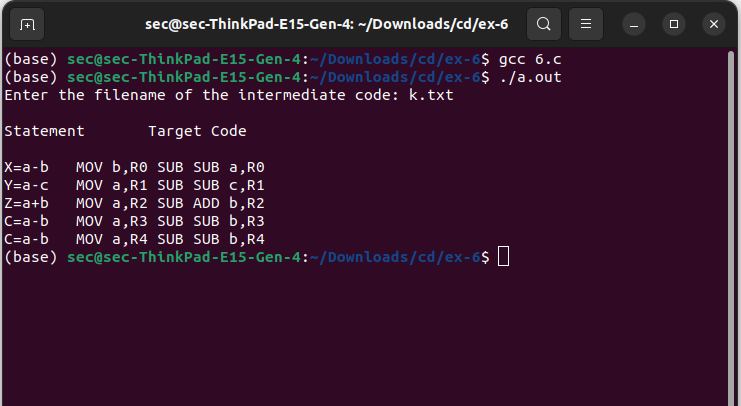 sec@sec-ThinkPad-E15-Gen-4: ~/Downloads/cd/ex-6
(base) sec@sec-ThinkPad-E15-Gen-4:~/Downloads/cd/ex-6$ gcc 6.c
(base) sec@sec-ThinkPad-E15-Gen-4:~/Downloads/cd/ex-6$ ./a.out
Enter the filename of the intermediate code: k.txt
Statement       Target Code
X=a-b   MOV b,R0 SUB SUB a,R0
Y=a-c   MOV a,R1 SUB SUB c,R1
Z=a+b   MOV a,R2 SUB ADD b,R2
C=a-b   MOV a,R3 SUB SUB b,R3
C=a-b   MOV a,R4 SUB SUB b,R4
(base) sec@sec-ThinkPad-E15-Gen-4:~/Downloads/cd/ex-6$